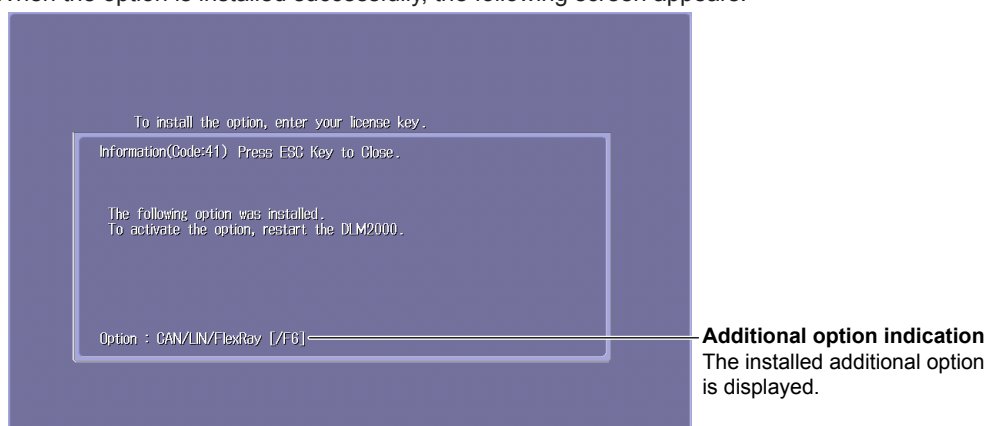 When the option is installed successfully, the following screen appears.
To install the option, enter your license key.
Information(Code:41) Press ESC Key to Close.
The following option was installed.
To activate the option, restart the DLM2000.
Option : CAN/LIN/FlexRay [/F6]
Additional option indication
The installed additional option
is displayed.